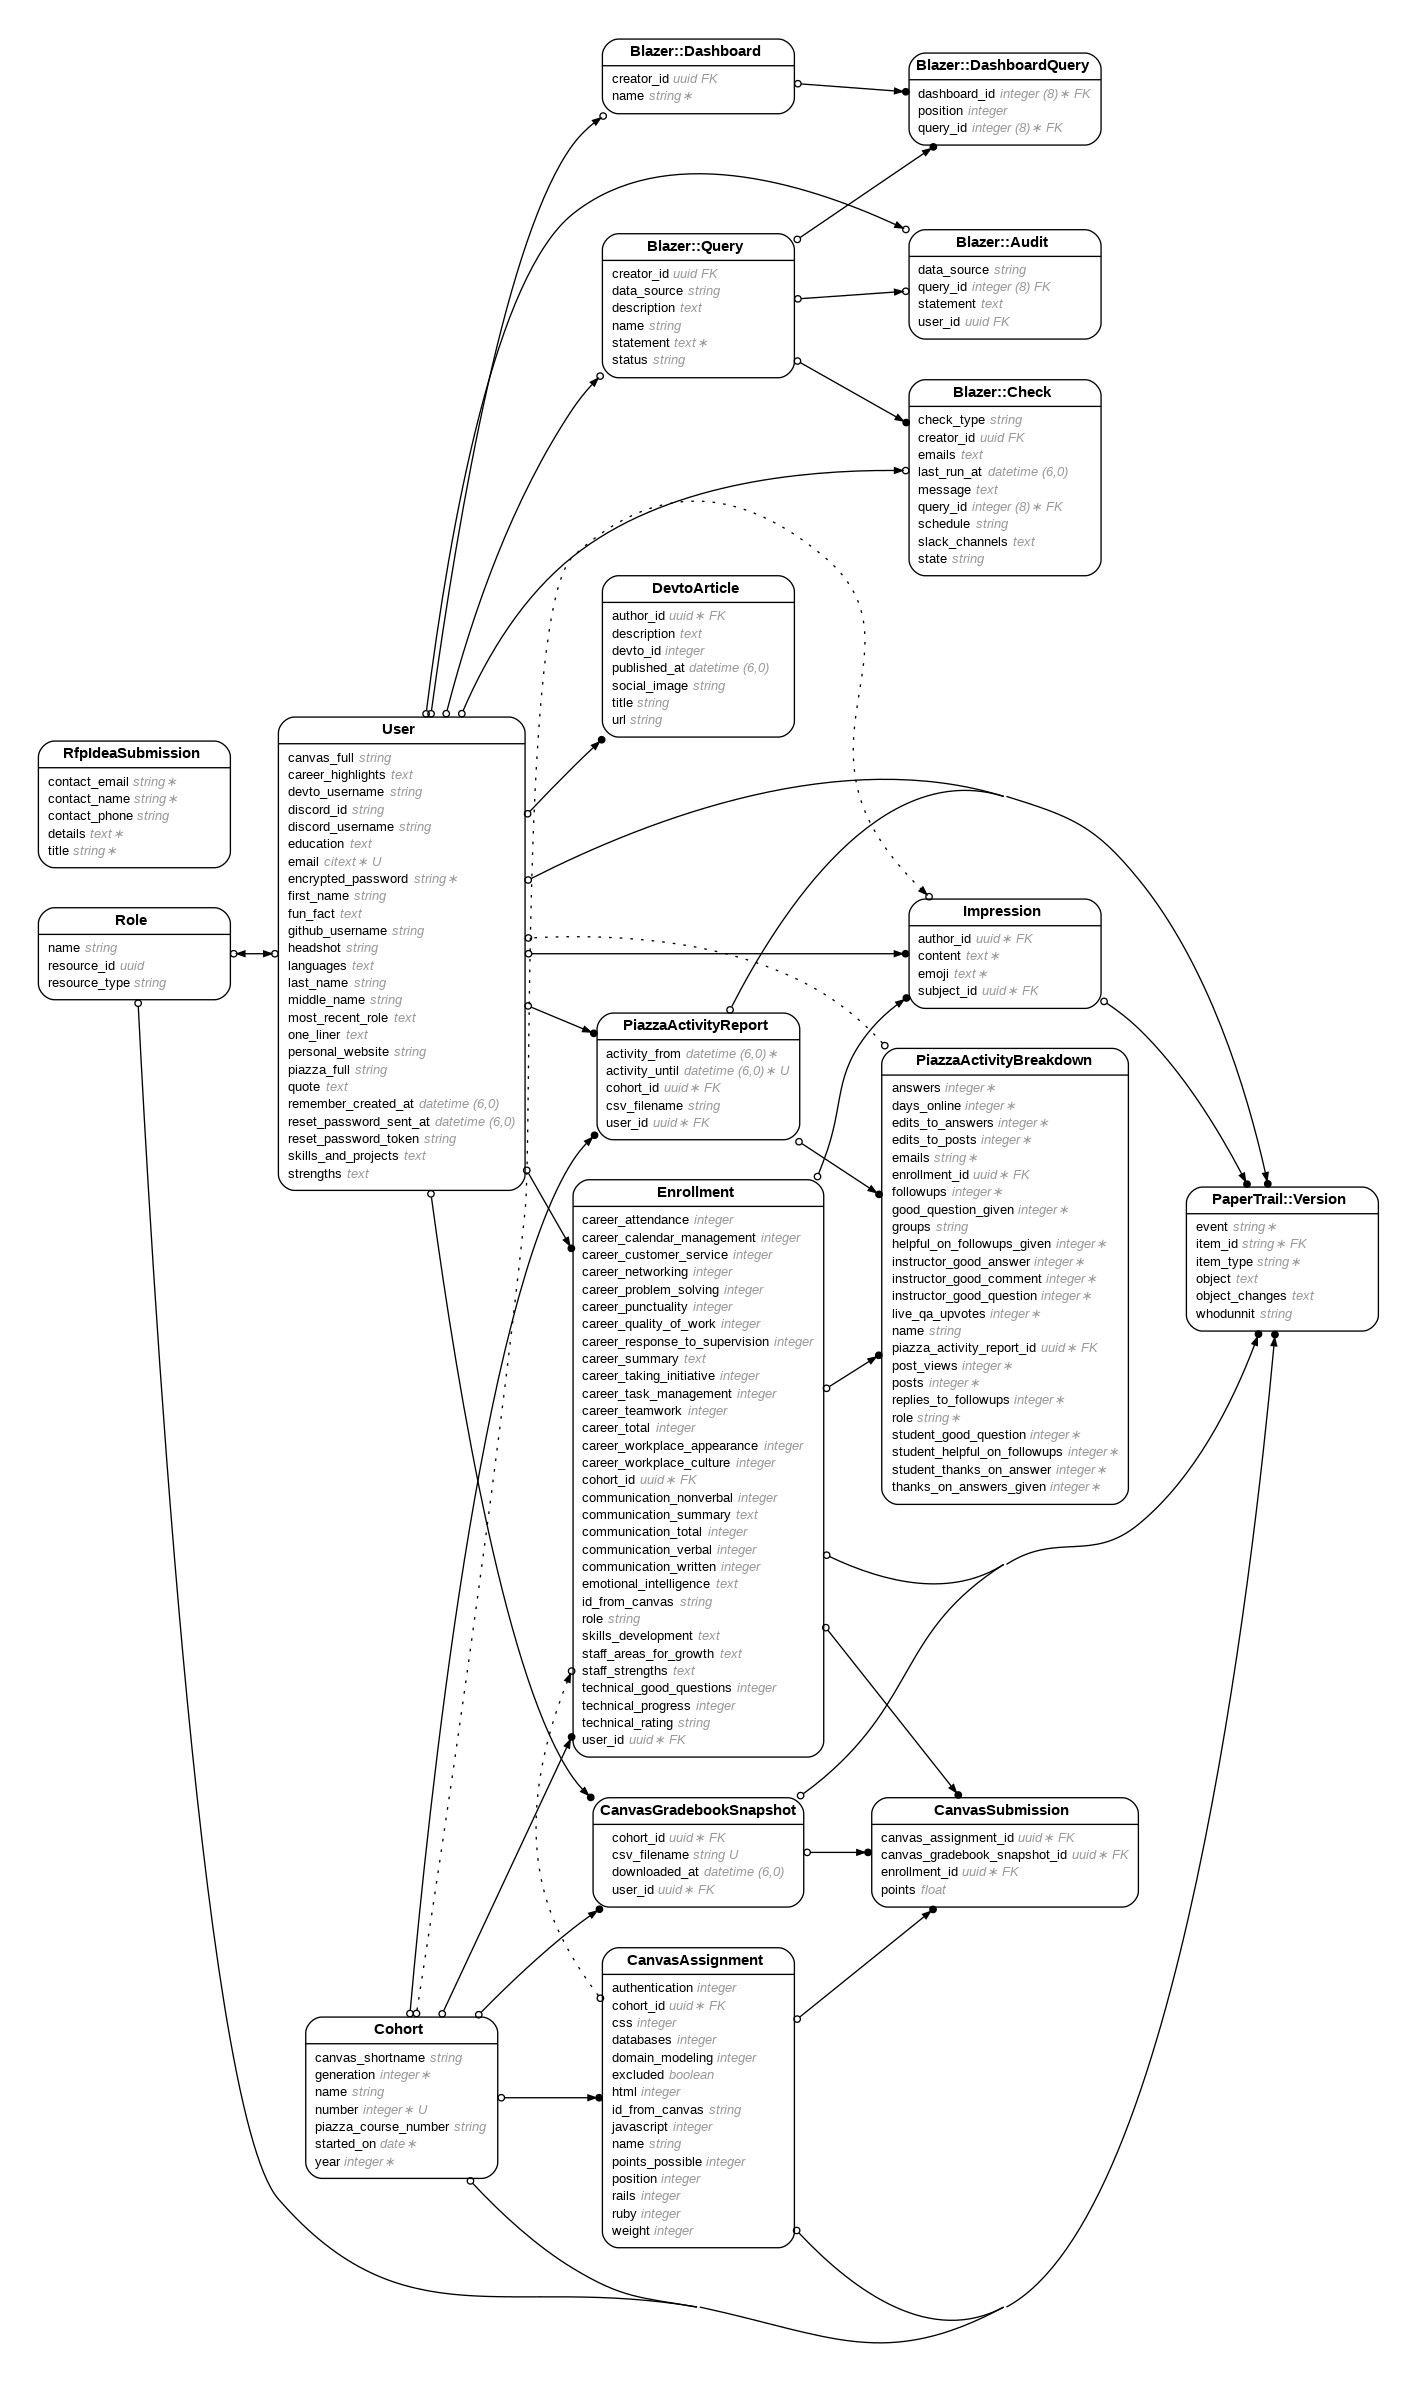 Blazer::Dashboard
creator_id uuid FK
name string∗
Blazer::DashboardQuery
dashboard_id integer (8)∗ FK
position integer
query_id integer (8)∗ FK
Blazer::Query
creator_id uuid FK
data_source string
description text
name string
statement text∗
status string
Blazer::Audit
data_source string
query_id integer (8) FK
statement text
user_id uuid FK
Blazer::Check
check_type string
creator_id uuid FK
emails text
last_run_at datetime (6,0)
message text
query_id integer (8)∗ FK
schedule string
slack_channels text
state string
DevtoArticle
author_id uuid∗ FK
description text
devto_id integer
published_at datetime (6,0)
social_image string
title string
url string
RfpIdeaSubmission
contact_email string∗
contact_name string∗
contact_phone string
details text∗
title string∗
Role
name string
resource_id uuid
resource_type string
User
canvas_full string
career_highlights text
devto_username string
discord_id string
discord_username string
education text
email citext∗ U
encrypted_password string∗
first_name string
fun_fact text
github_username string
headshot string
languages text
last_name string
middle_name string
most_recent_role text
one_liner text
personal_website string
piazza_full string
quote text
remember_created_at datetime (6,0)
reset_password_sent_at datetime (6,0)
reset_password_token string
skills_and_projects text
strengths text
Impression
author_id uuid∗ FK
content text∗
emoji text∗
subject_id uuid∗ FK
PiazzaActivityReport
activity_from datetime (6,0)∗
activity_until datetime (6,0)∗ U
cohort_id uuid∗ FK
csv_filename string
user_id uuid∗ FK
PiazzaActivityBreakdown
answers integer∗
days_online integer∗
edits_to_answers integer∗
edits_to_posts integer∗
emails string∗
enrollment_id uuid∗ FK
followups integer∗
good_question_given integer∗
groups string
helpful_on_followups_given integer∗
instructor_good_answer integer∗
instructor_good_comment integer∗
instructor_good_question integer∗
live_qa_upvotes integer∗
name string
piazza_activity_report_id uuid∗ FK
post_views integer∗
posts integer∗
replies_to_followups integer∗
role string∗
student_good_question integer∗
student_helpful_on_followups integer∗
student_thanks_on_answer integer∗
thanks_on_answers_given integer∗
Enrollment
career_attendance integer
career_calendar_management integer
career_customer_service integer
career_networking integer
career_problem_solving integer
career_punctuality integer
career_quality_of_work integer
career_response_to_supervision integer
career_summary text
career_taking_initiative integer
career_task_management integer
career_teamwork integer
career_total integer
career_workplace_appearance integer
career_workplace_culture integer
cohort_id uuid∗ FK
communication_nonverbal integer
communication_summary text
communication_total integer
communication_verbal integer
communication_written integer
emotional_intelligence text
id_from_canvas string
role string
skills_development text
staff_areas_for_growth text
staff_strengths text
technical_good_questions integer
technical_progress integer
technical_rating string
user_id uuid∗ FK
PaperTrail::Version
event string∗
item_id string∗ FK
item_type string∗
object text
object_changes text
whodunnit string
CanvasGradebookSnapshot
cohort_id uuid∗ FK
csv_filename string U
downloaded_at datetime (6,0)
user_id uuid∗ FK
CanvasSubmission
canvas_assignment_id uuid∗ FK
canvas_gradebook_snapshot_id uuid∗ FK
enrollment_id uuid∗ FK
points float
CanvasAssignment
authentication integer
cohort_id uuid∗ FK
css integer
databases integer
domain_modeling integer
excluded boolean
html integer
id_from_canvas string
javascript integer
name string
points_possible integer
position integer
rails integer
ruby integer
weight integer
Cohort
canvas_shortname string
generation integer∗
name string
number integer∗ U
piazza_course_number string
started_on date∗
year integer∗